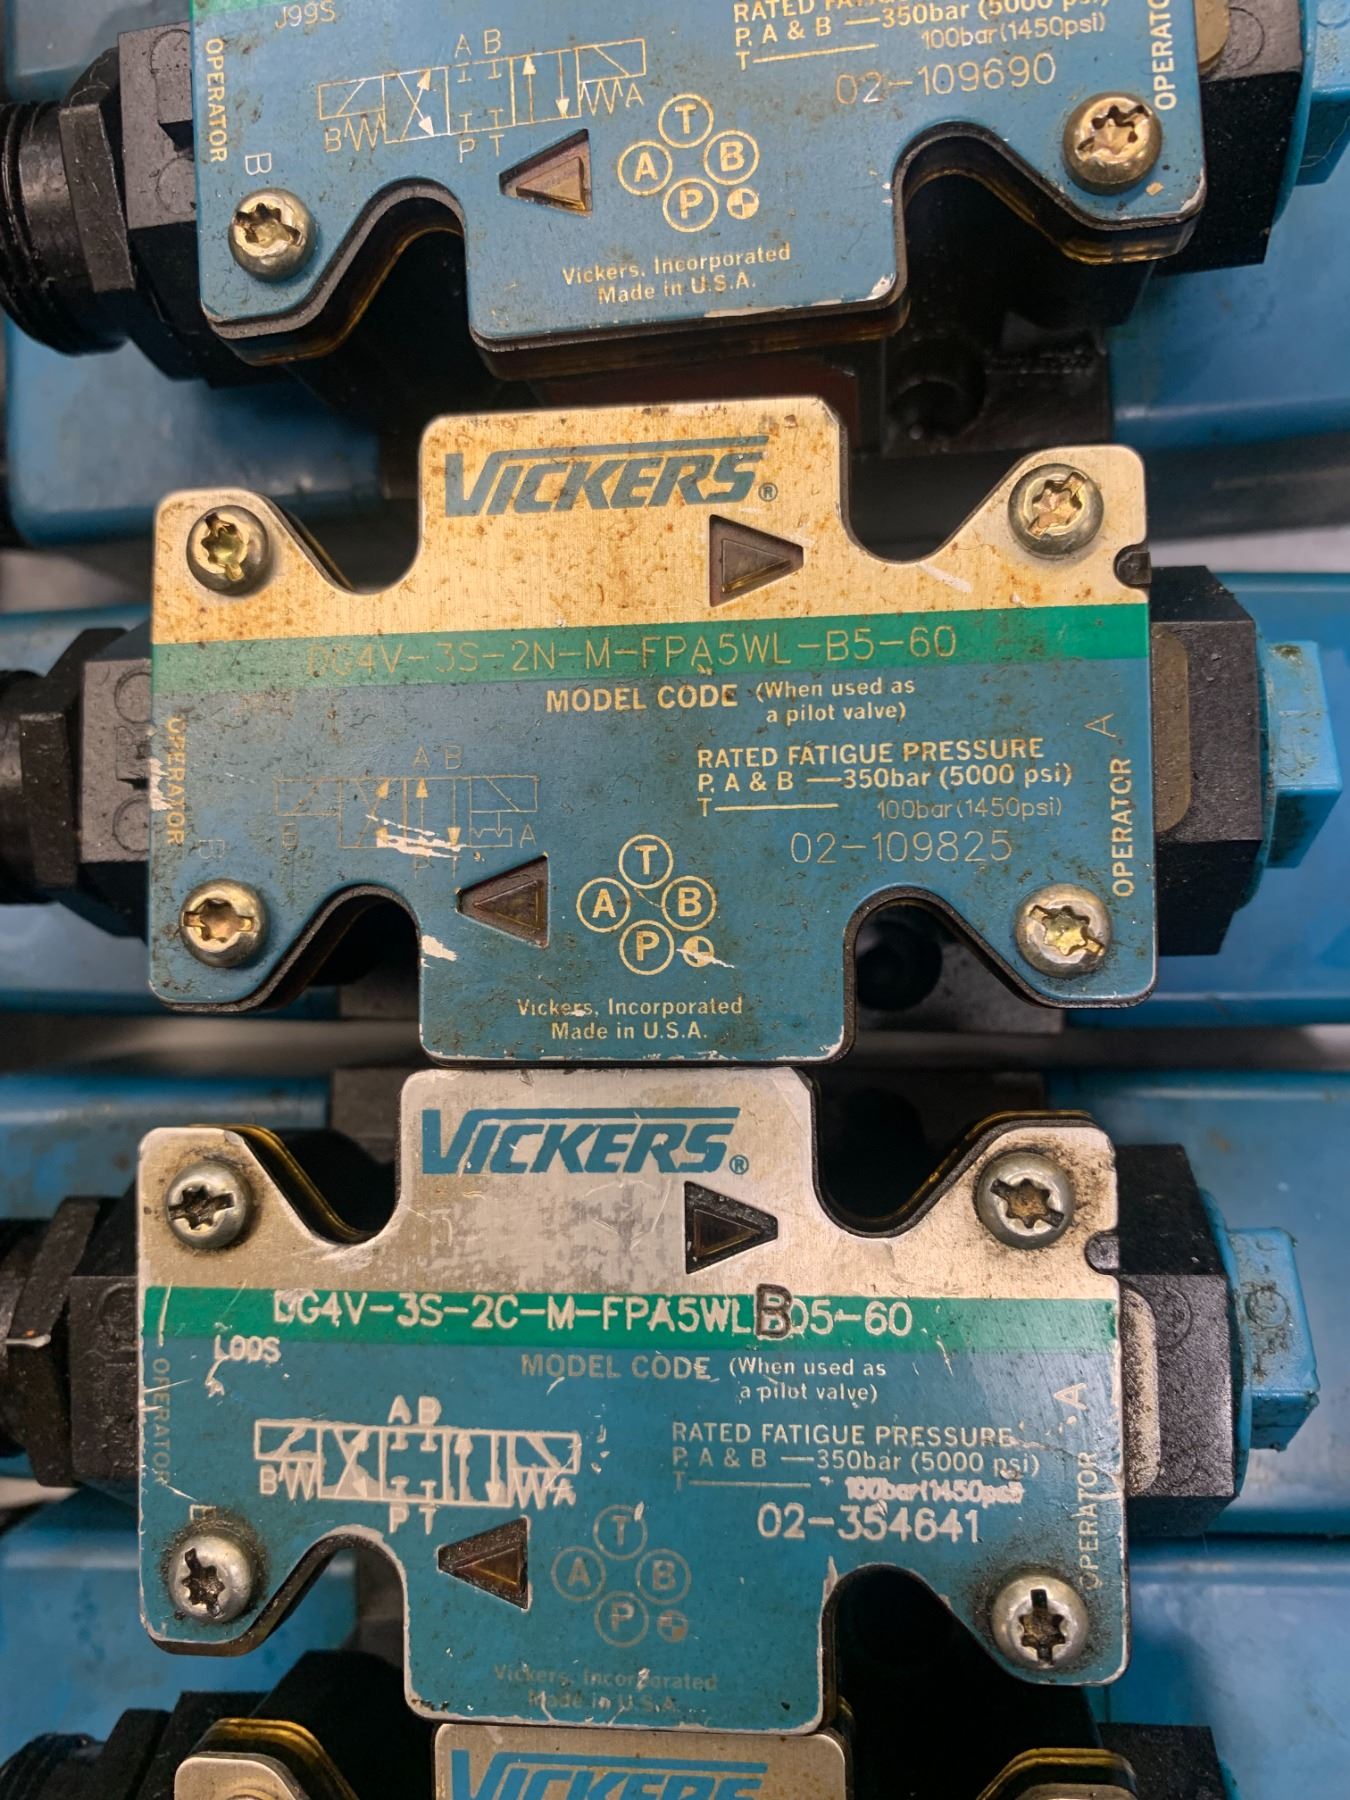 J99S
RATED FATIGUE
P, A & B —350bar (5000 psi)
T— 100bar (1450psi)
02-109690
OPERATOR
B
OPERATOR
A B
B A
P T
T
A B
P
Vickers, Incorporated
Made in U.S.A.
VICKERS®
DG4V-3S-2N-M-FPA5WL-B5-60
MODEL CODE (When used as
a pilot valve)
RATED FATIGUE PRESSURE
P, A & B —350bar (5000 psi)
T— 100bar (1450psi)
02-109825
OPERATOR
B
OPERATOR A
A B
B A
P T
T
A B
P
Vickers, Incorporated
Made in U.S.A.
VICKERS®
DG4V-3S-2C-M-FPA5WL B 05-60
L00S
MODEL CODE (When used as
a pilot valve)
RATED FATIGUE PRESSURE
P, A & B —350bar (5000 psi)
T— 100bar (1450psi)
02-354641
OPERATOR
B
OPERATOR A
A B
B A
P T
T
A B
P
Vickers, Incorporated
Made in U.S.A.
VICKERS